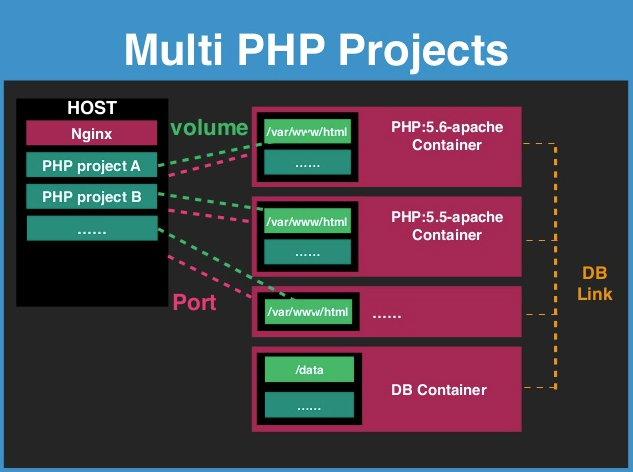 Multi PHP Projects
HOST
Nginx
PHP project A
PHP project B
......
volume
Port
/var/www/html
......
PHP:5.6-apache
Container
/var/www/html
......
PHP:5.5-apache
Container
/var/www/html
......
/data
......
DB Container
DB
Link